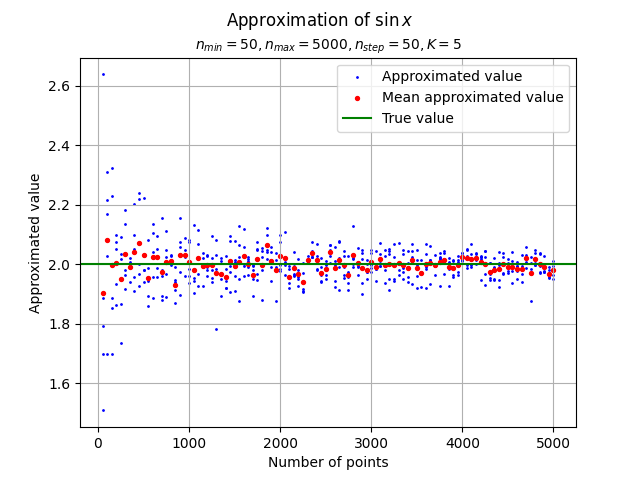 Approximation of sin x
n_min = 50, n_max = 5000, n_step = 50, K = 5
Approximated value
Mean approximated value
True value
2.6
2.4
2.2
2.0
1.8
1.6
Approximated value
0
1000
2000
3000
4000
5000
Number of points